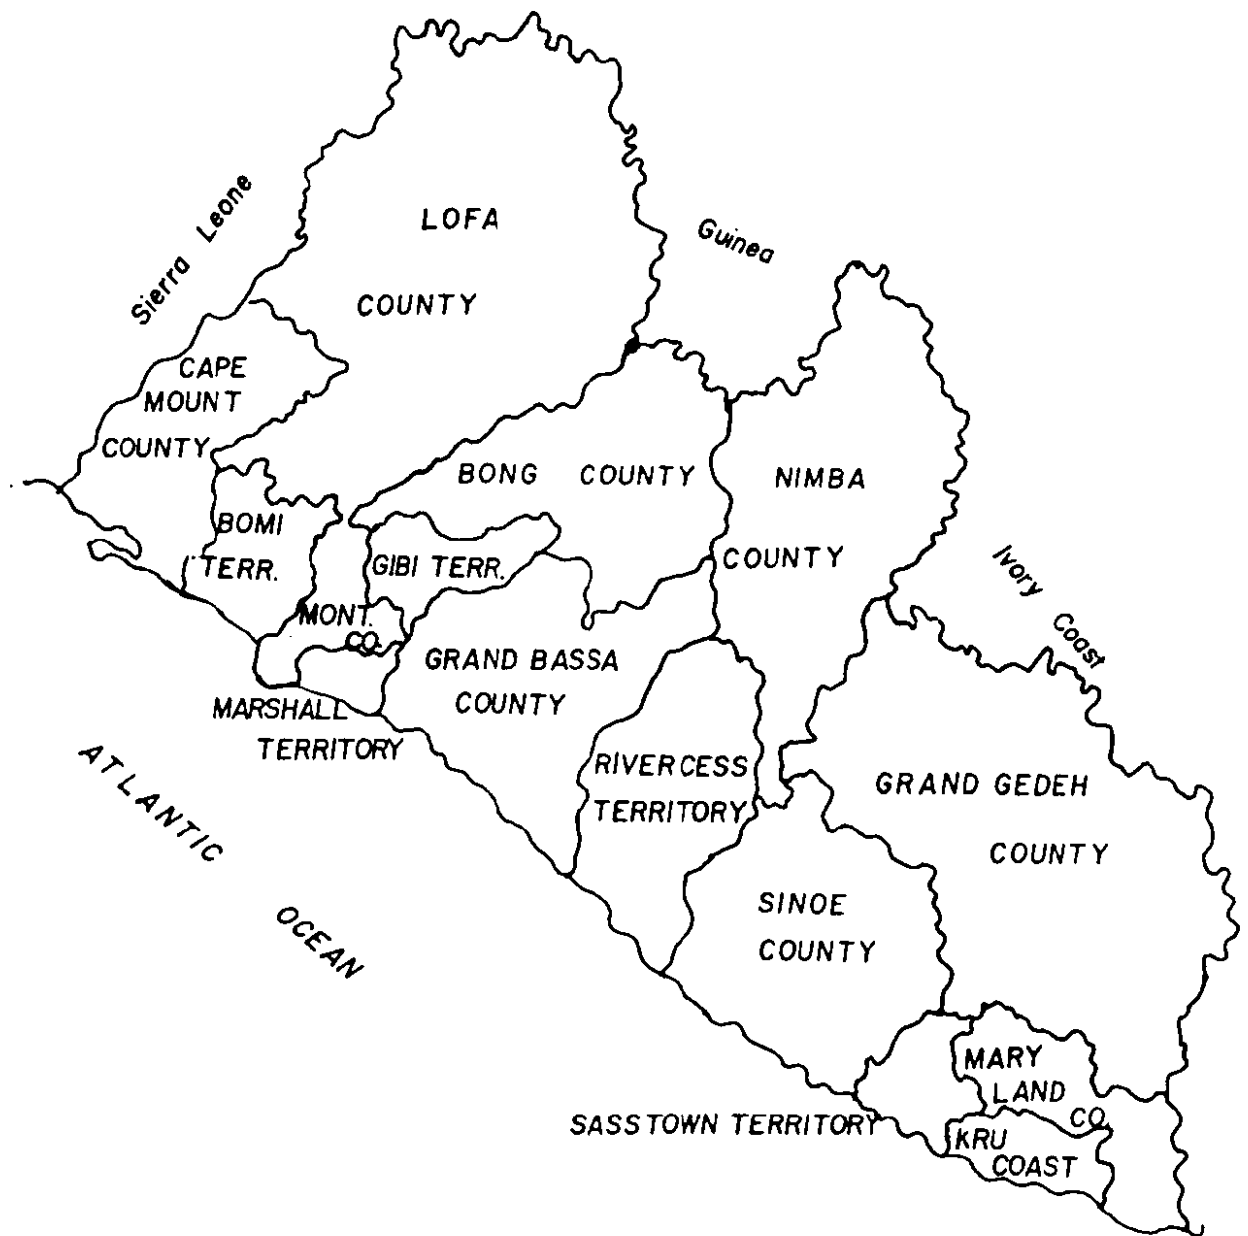 LOFA
COUNTY
Sierra Leone
Guinea
CAPE
MOUNT
COUNTY
BONG COUNTY
NIMBA
COUNTY
BOMI
TERR.
GIBI TERR.
Ivory Coast
MONT.
CO.
GRAND BASSA
COUNTY
MARSHALL
TERRITORY
RIVERCESS
TERRITORY
GRAND GEDEH
COUNTY
ATLANTIC
OCEAN
SINOE
COUNTY
MARY
LAND
CO.
SASSTOWN TERRITORY
KRU
COAST